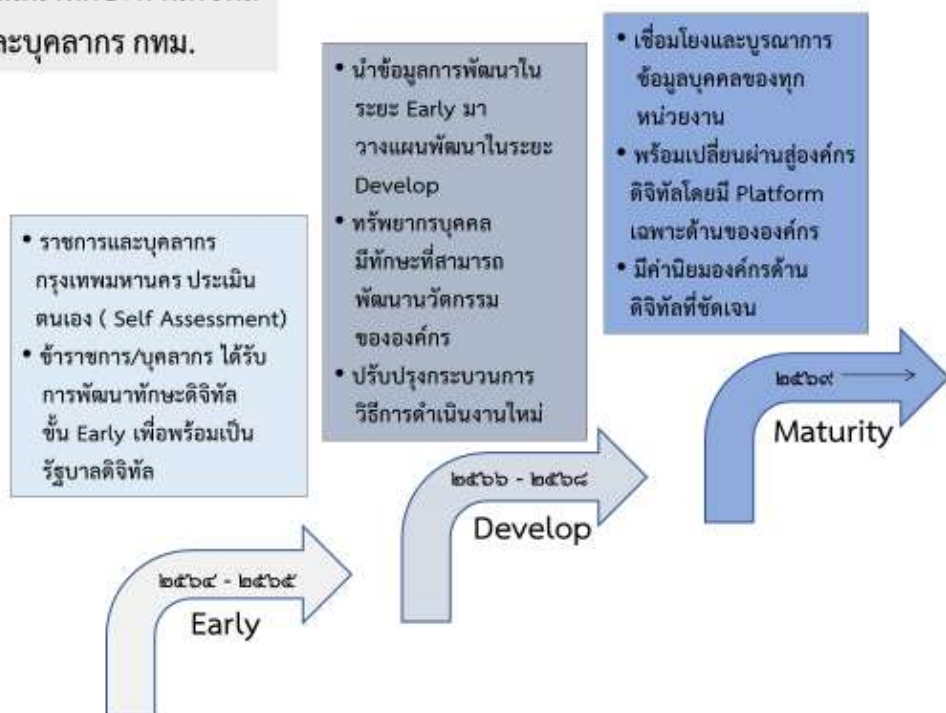 ละบุคลากร กทม.
• ราชการและบุคลากร
กรุงเทพมหานคร ประเมิน
ตนเอง ( Self Assessment)
• ข้าราชการ/บุคลากร ได้รับ
การพัฒนาทักษะดิจิทัล
ขั้น Early เพื่อพร้อมเป็น
รัฐบาลดิจิทัล
๒๕๖๔ - ๒๕๖๕
Early
• นำข้อมูลการพัฒนาใน
ระยะ Early มา
วางแผนพัฒนาในระยะ
Develop
• ทรัพยากรบุคคล
มีทักษะที่สามารถ
พัฒนานวัตกรรม
ขององค์กร
• ปรับปรุงกระบวนการ
วิธีการดำเนินงานใหม่
๒๕๖๖ - ๒๕๖๘
Develop
• เชื่อมโยงและบูรณาการ
ข้อมูลบุคคลของทุก
หน่วยงาน
• พร้อมเปลี่ยนผ่านสู่องค์กร
ดิจิทัลโดยมี Platform
เฉพาะด้านขององค์กร
• มีค่านิยมองค์กรด้าน
ดิจิทัลที่ชัดเจน
๒๕๖๙
Maturity